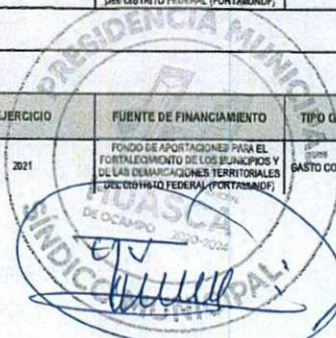 DEL DISTRITO FEDERAL (FORTAMUNDF)
PRESIDENCIA MUNICIPAL
EJERCICIO
FUENTE DE FINANCIAMIENTO
TIPO G
2021
FONDO DE APORTACIONES PARA EL
FORTALECIMIENTO DE LOS MUNICIPIOS Y
DE LAS DEMARCACIONES TERRITORIALES
DEL DISTRITO FEDERAL (FORTAMUNDF)
GASTO CO
HUASCA
DE OCAMPO
2020-2024
SÍNDICO MUNICIPAL